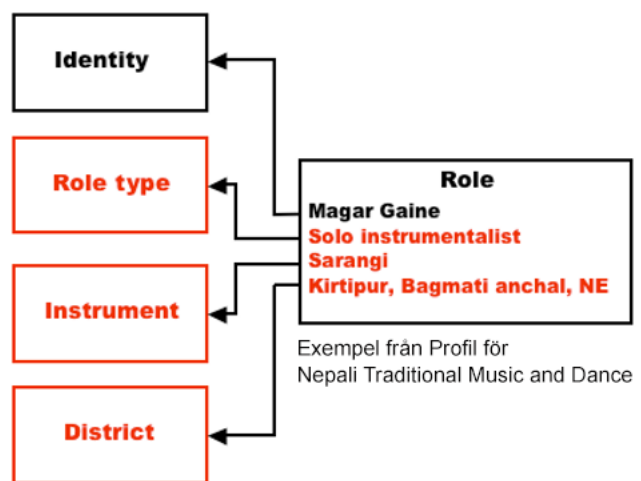 Identity
Role type
Instrument
District
Role
Magar Gaine
Solo instrumentalist
Sarangi
Kirtipur, Bagmati anchal, NE
Exempel från Profil för
Nepali Traditional Music and Dance